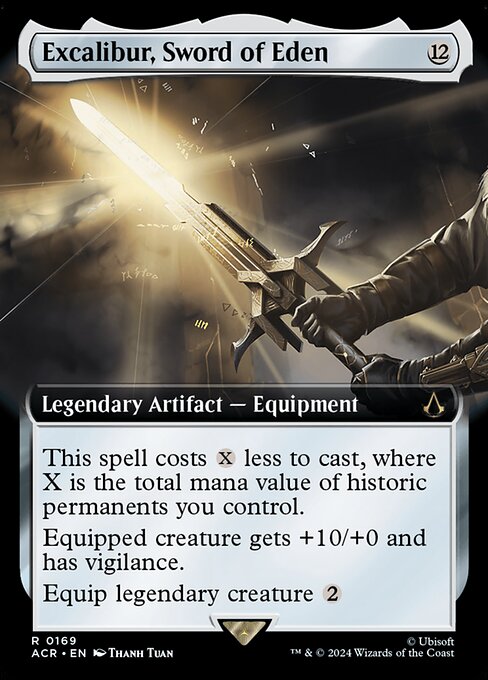 Excalibur, Sword of Eden 12
Legendary Artifact — Equipment
This spell costs X less to cast, where
X is the total mana value of historic
permanents you control.
Equipped creature gets +10/+0 and
has vigilance.
Equip legendary creature 2
R 0169
ACR • EN Thanh Tuan
© Ubisoft
™ & © 2024 Wizards of the Coast